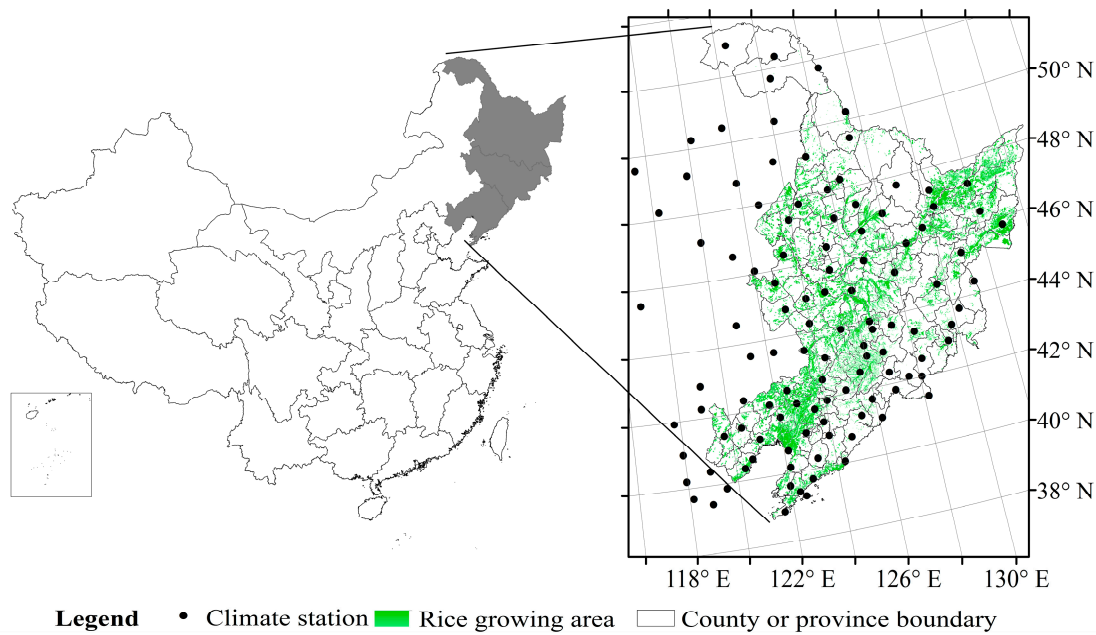 50° N
48° N
46° N
44° N
42° N
40° N
38° N
118° E 122° E 126° E 130° E
Legend Climate station Rice growing area County or province boundary